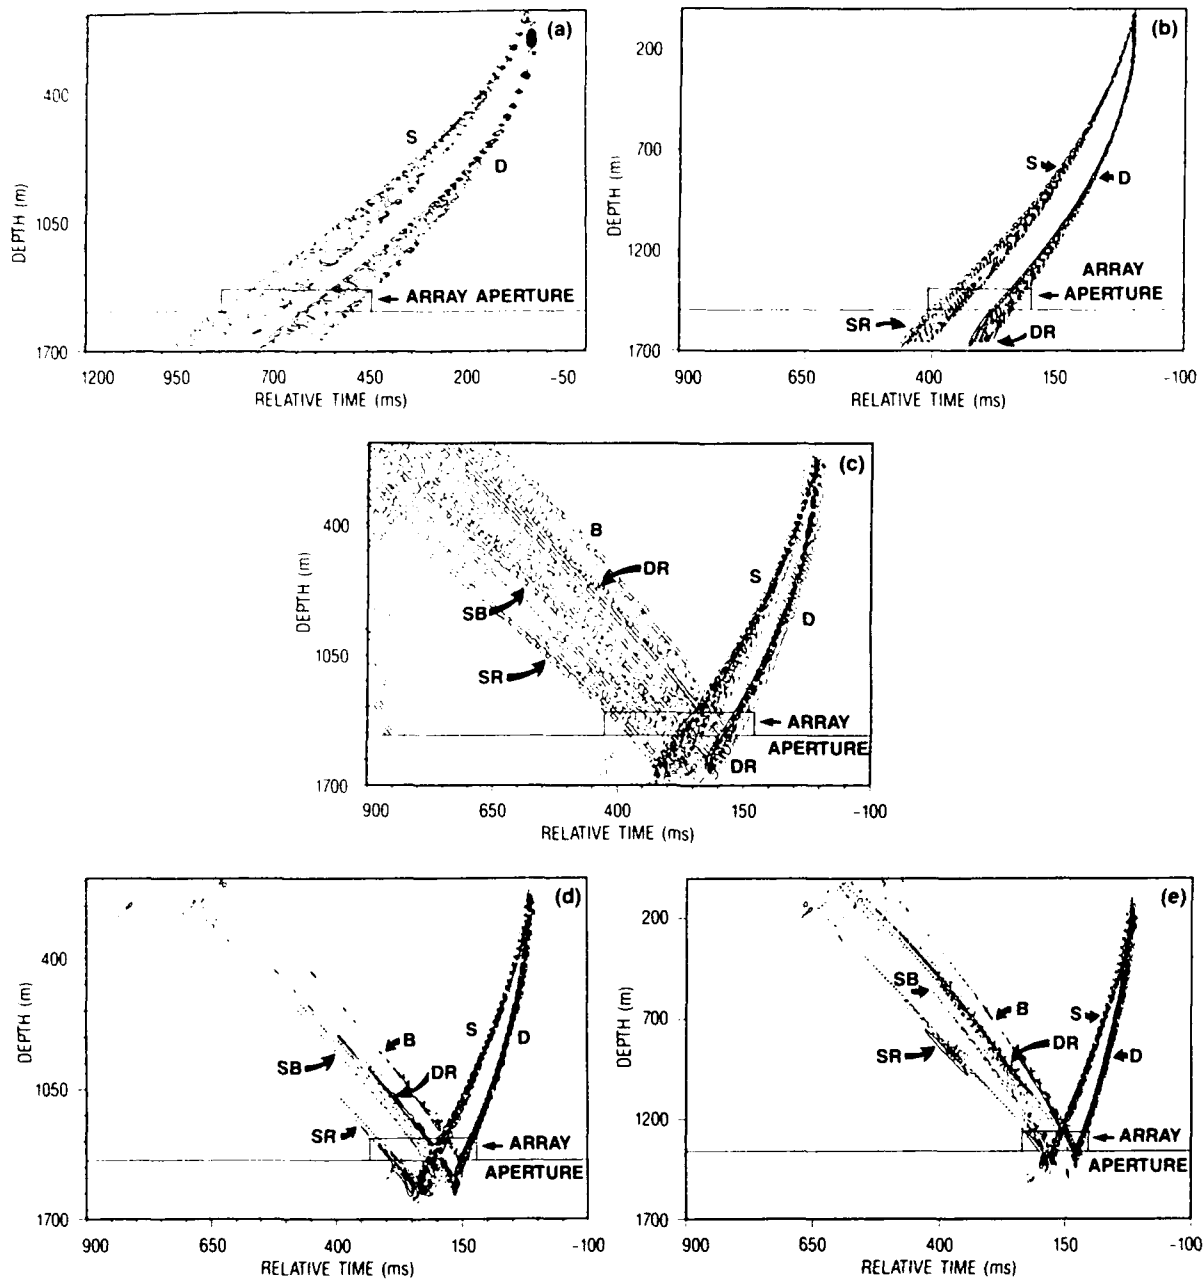 (a)
400
S
D
DEPTH (m)
1050
← ARRAY APERTURE
1700
1200 950 700 450 200 -50
RELATIVE TIME (ms)
(b)
200
700
S
D
DEPTH (m)
1200
ARRAY
← APERTURE
SR
DR
1700
900 650 400 150 -100
RELATIVE TIME (ms)
(c)
400
B
DR
S
SB
D
DEPTH (m)
1050
SR
← ARRAY
APERTURE
DR
1700
900 650 400 150 -100
RELATIVE TIME (ms)
(d)
400
S
B
D
SB
DR
DEPTH (m)
1050
SR
← ARRAY
APERTURE
1700
900 650 400 150 -100
RELATIVE TIME (ms)
(e)
200
SB
B
S
700
DR
SR
D
DEPTH (m)
1200
← ARRAY
APERTURE
1700
900 650 400 150 -100
RELATIVE TIME (ms)